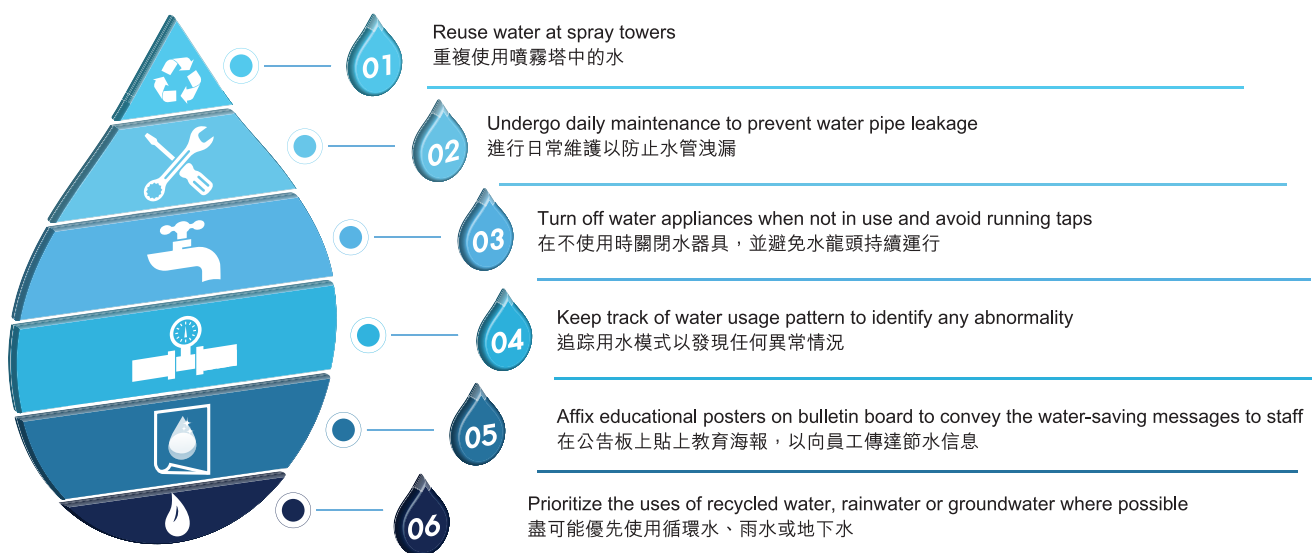 01
Reuse water at spray towers
重複使用噴霧塔中的水
02
Undergo daily maintenance to prevent water pipe leakage
進行日常維護以防止水管洩漏
03
Turn off water appliances when not in use and avoid running taps
在不使用時關閉水器具，並避免水龍頭持續運行
04
Keep track of water usage pattern to identify any abnormality
追踪用水模式以發現任何異常情況
05
Affix educational posters on bulletin board to convey the water-saving messages to staff
在公告板上貼上教育海報，以向員工傳達節水信息
06
Prioritize the uses of recycled water, rainwater or groundwater where possible
盡可能優先使用循環水、雨水或地下水